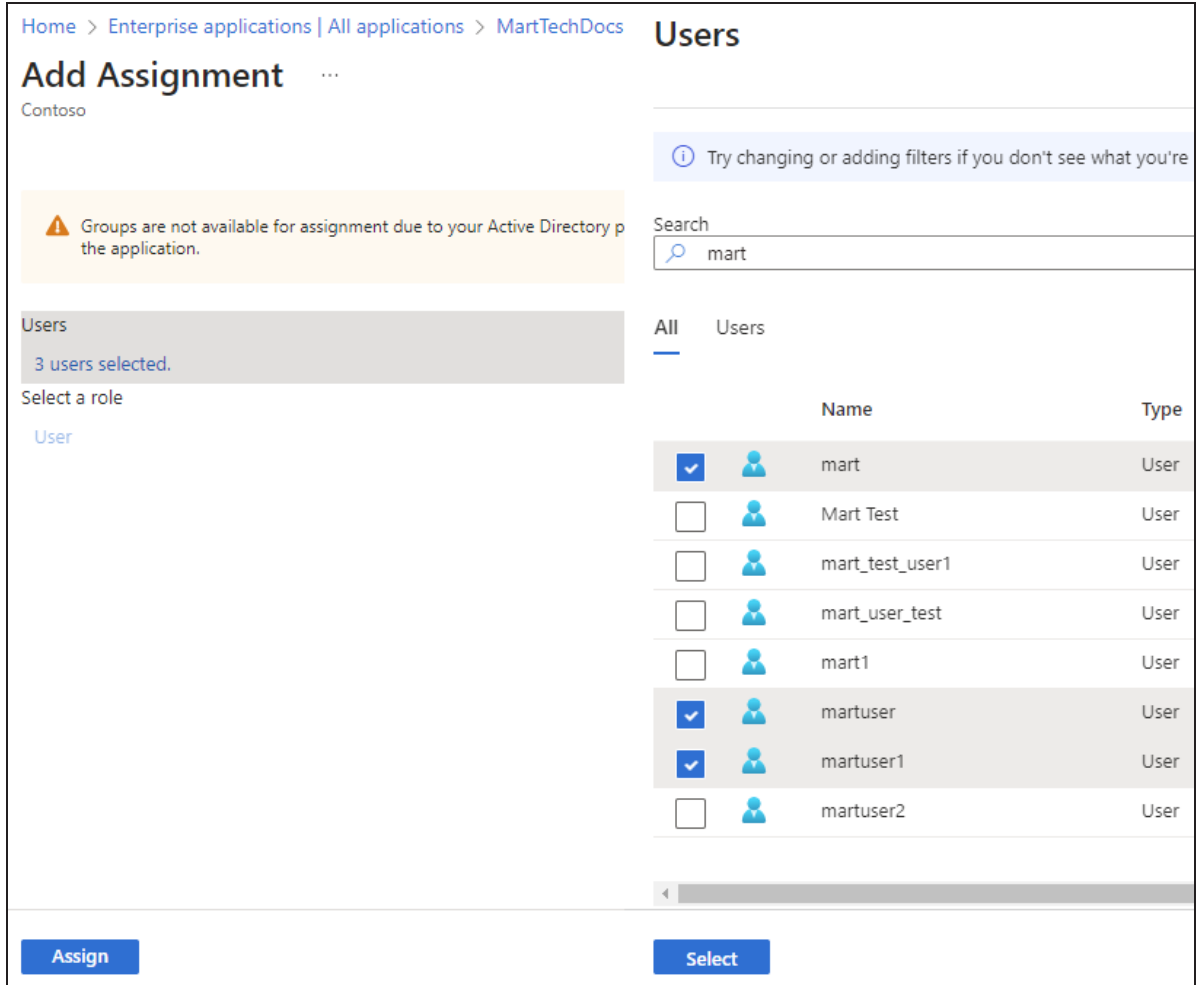 Home > Enterprise applications | All applications > MartTechDocs
Add Assignment ...
Contoso
Groups are not available for assignment due to your Active Directory p
the application.
Users
3 users selected.
Select a role
User
Assign
Users
Try changing or adding filters if you don't see what you're
Search
mart
All Users
Name Type
mart User
Mart Test User
mart_test_user1 User
mart_user_test User
mart1 User
martuser User
martuser1 User
martuser2 User
Select